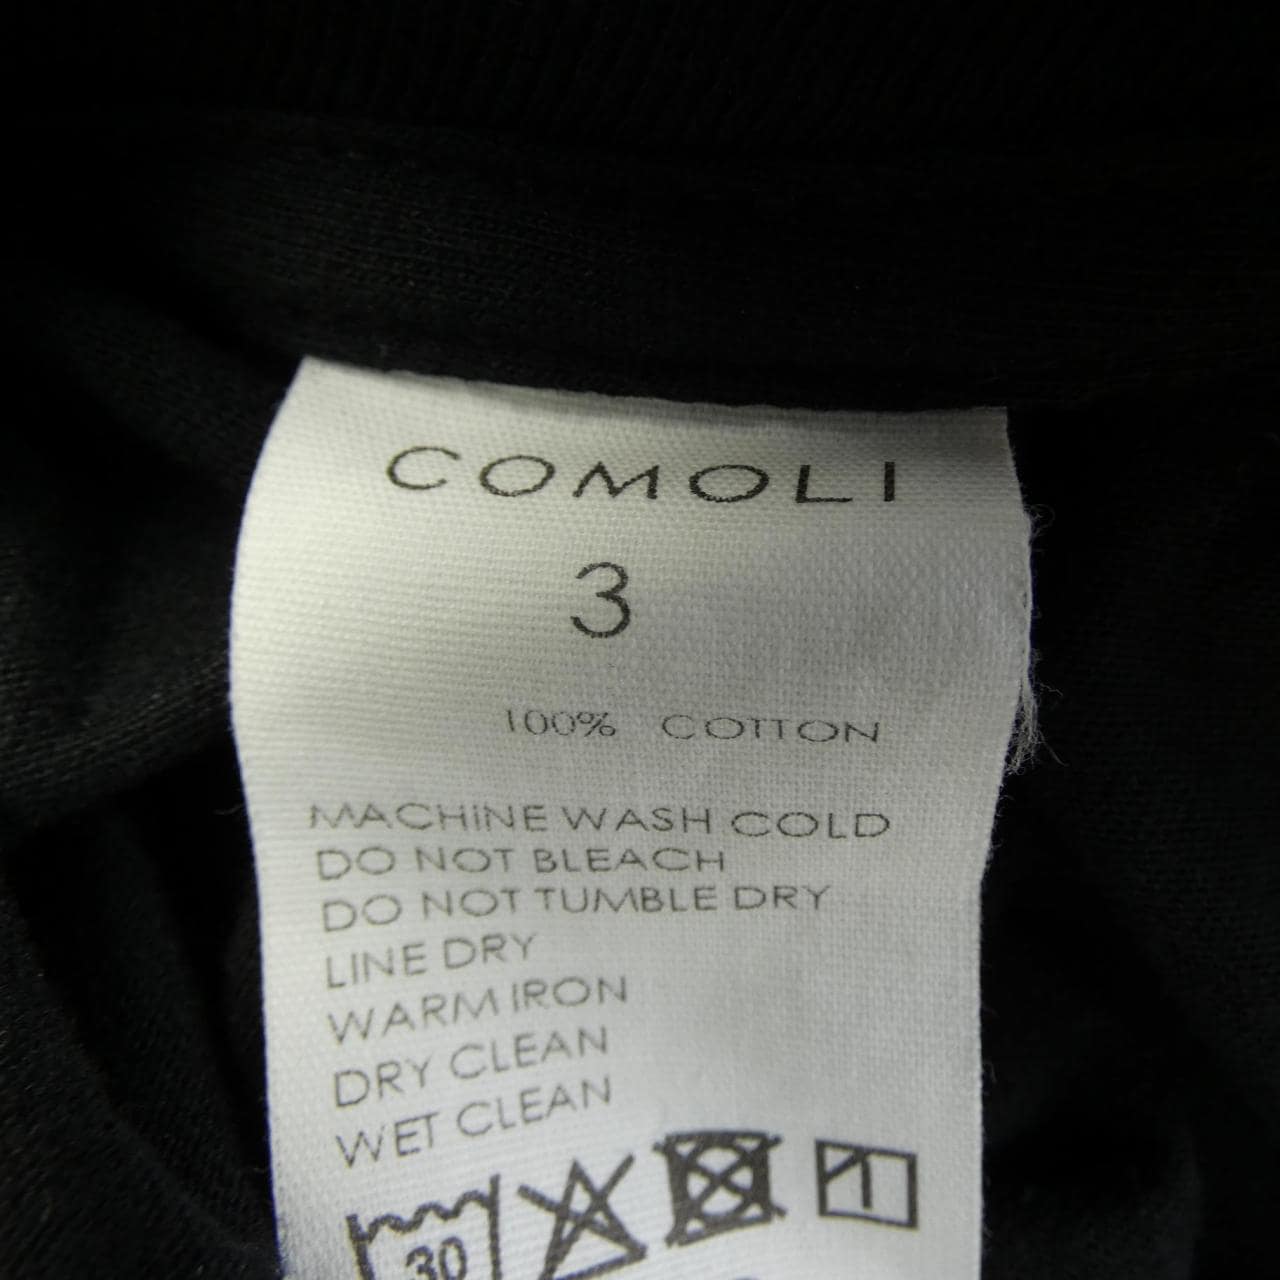 COMOLI
3
100% COTTON
MACHINE WASH COLD
DO NOT BLEACH
DO NOT TUMBLE DRY
LINE DRY
WARM IRON
DRY CLEAN
WET CLEAN
30